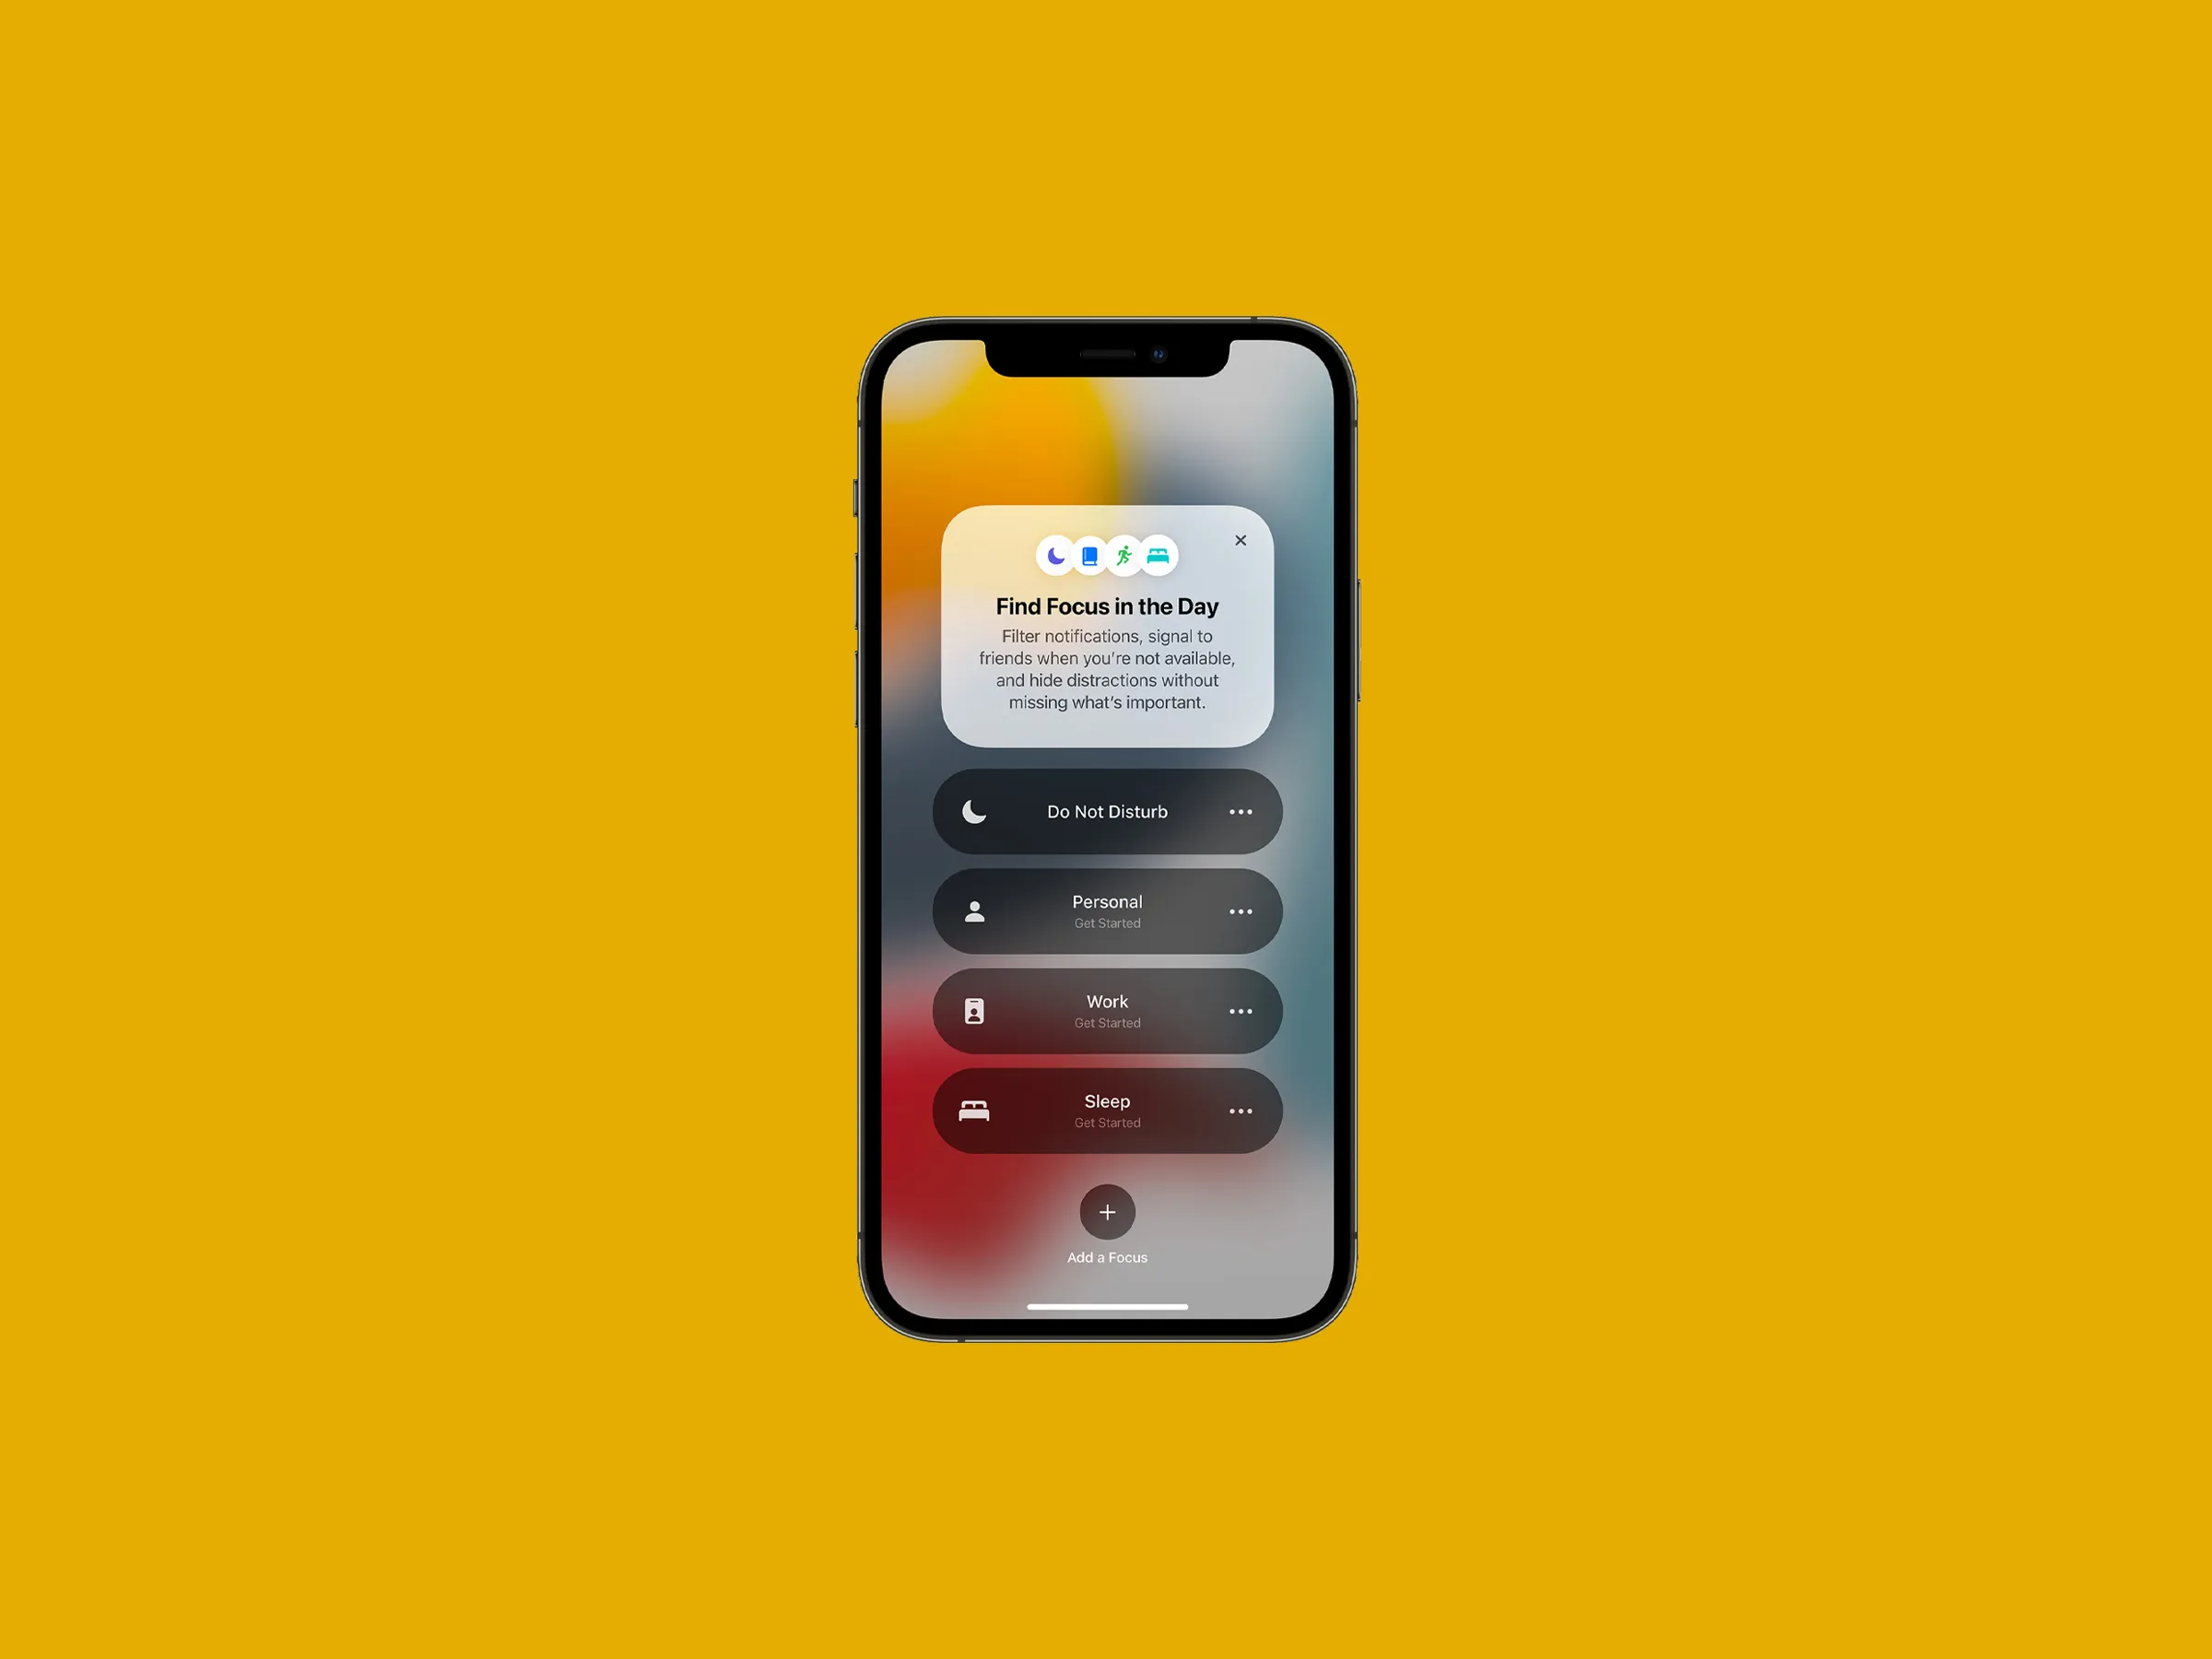 Find Focus in the Day
Filter notifications, signal to
friends when you're not available,
and hide distractions without
missing what's important.
Do Not Disturb
Personal
Get Started
Work
Get Started
Sleep
Get Started
Add a Focus